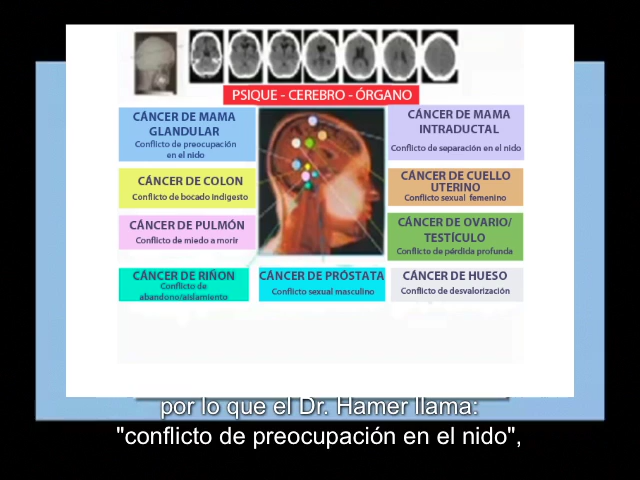 PSIQUE - CEREBRO - ÓRGANO
CÁNCER DE MAMA
GLANDULAR
Conflicto de preocupación
en el nido
CÁNCER DE COLON
Conflicto de bocado indigesto
CÁNCER DE PULMÓN
Conflicto de miedo a morir
CÁNCER DE RIÑON
Conflicto de
abandono/aislamiento
CÁNCER DE PRÓSTATA
Conflicto sexual masculino
CÁNCER DE MAMA
INTRADUCTAL
Conflicto de separación en el nido
CÁNCER DE CUELLO
UTERINO
Conflicto sexual femenino
CÁNCER DE OVARIO/
TESTÍCULO
Conflicto de pérdida profunda
CÁNCER DE HUESO
Conflicto de desvalorización
por lo que el Dr. Hamer llama:
"conflicto de preocupación en el nido",